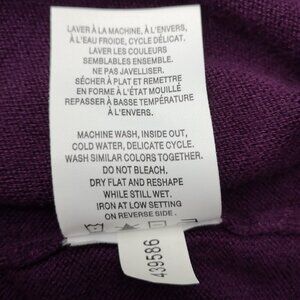 LAVER À LA MACHINE, À L'ENVERS,
À L'EAU FROIDE, CYCLE DÉLICAT.
LAVER LES COULEURS
SEMBLABLES ENSEMBLE.
NE PAS JAVELLISER.
SÉCHER À PLAT ET REMETTRE
EN FORME À L'ÉTAT MOUILLÉ
REPASSER À BASSE TEMPÉRATURE
À L'ENVERS.
MACHINE WASH, INSIDE OUT,
COLD WATER, DELICATE CYCLE.
WASH SIMILAR COLORS TOGETHER.
DO NOT BLEACH.
DRY FLAT AND RESHAPE
WHILE STILL WET.
IRON AT LOW SETTING
ON REVERSE SIDE.
439586